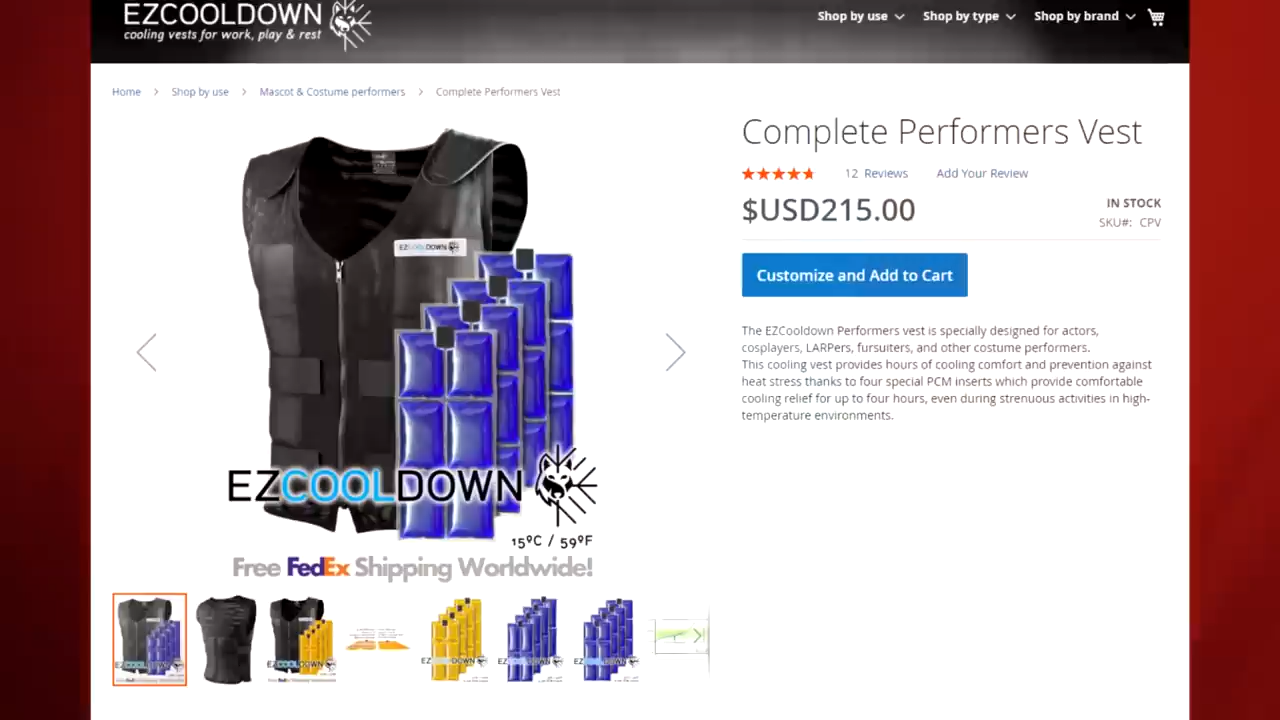 EZCOOLDOWN
cooling vests for work, play & rest
Shop by use
Shop by type
Shop by brand
Home
Shop by use
Mascot & Costume performers
Complete Performers Vest
Complete Performers Vest
12 Reviews
Add Your Review
$USD215.00
IN STOCK
SKU#: CPV
Customize and Add to Cart
The EZCooldown Performers vest is specially designed for actors,
cosplayers, LARPers, fursuiters, and other costume performers.
This cooling vest provides hours of cooling comfort and prevention against
heat stress thanks to four special PCM inserts which provide comfortable
cooling relief for up to four hours, even during strenuous activities in high-
temperature environments.
EZCOOLDOWN
EZCOOLDOWN
15ºC / 59ºF
Free FedEx Shipping Worldwide!
EZCOOLDOWN
EZCOOLDOWN
EZCOOLDOWN
EZCOOLDOWN
EZCOOLDOWN